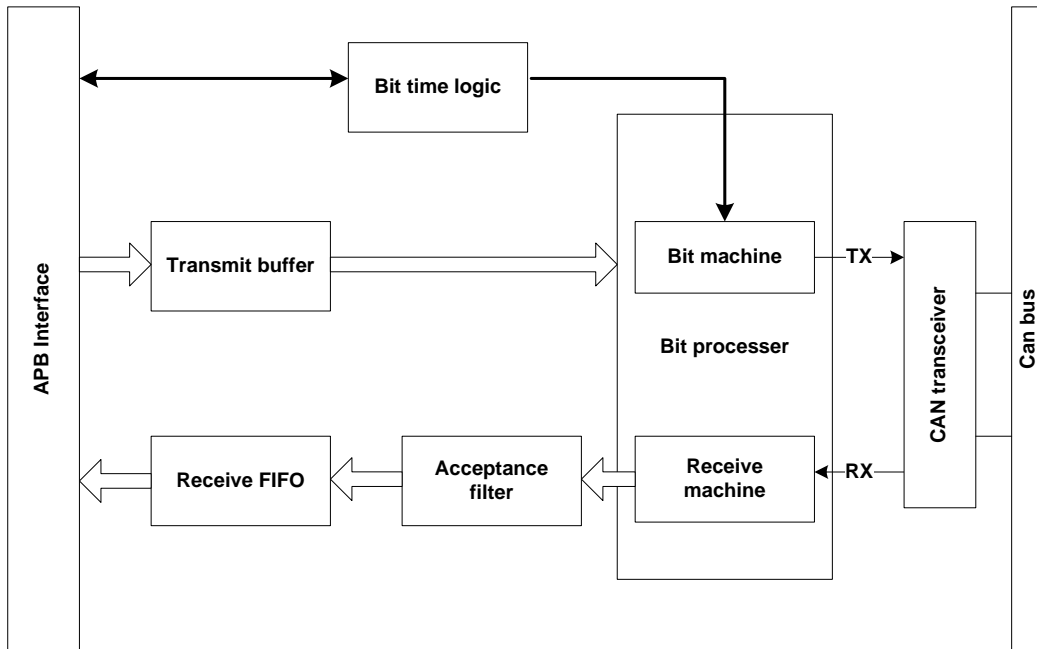 Bit time logic
APB Interface
Transmit buffer
Bit machine
TX
CAN transceiver
Can bus
Bit processer
Receive FIFO
Acceptance
filter
Receive
machine
RX